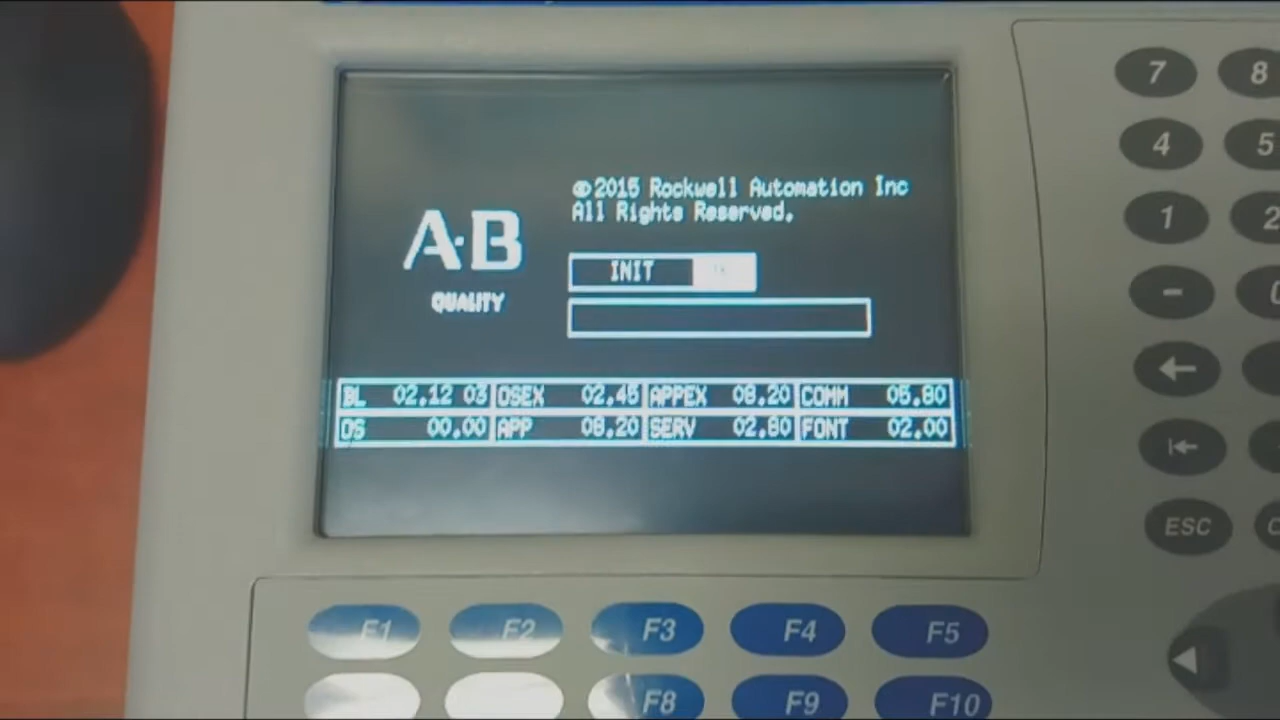 ©2015 Rockwell Automation Inc
All Rights Reserved.
A·B
QUALITY
INIT
BL 02.12 03 OSEX 02.45 APPEX 08.20 COMM 05.80
OS 00.00 APP 08.20 SERV 02.80 FONT 02.00
7 8
4 5
1 2
-
ESC
F1 F2 F3 F4 F5
F8 F9 F10